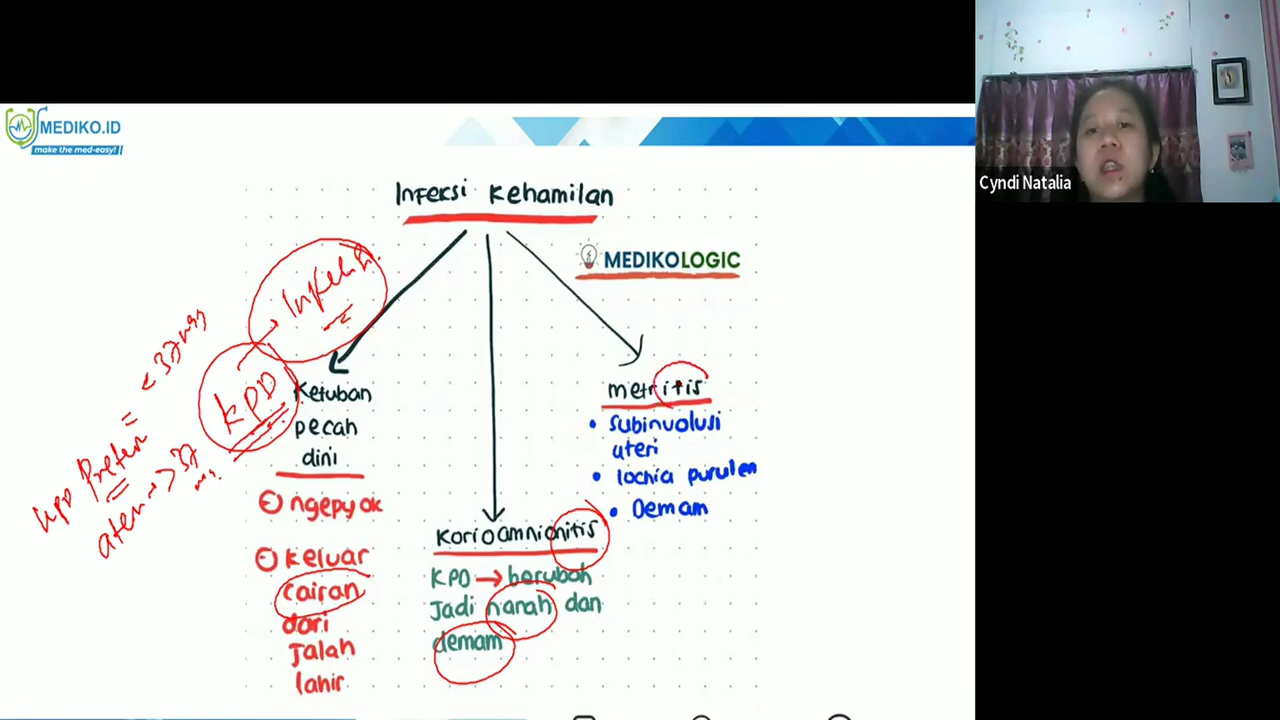 MEDIKO.ID
make the med-easy!
Cyndi Natalia
Infeksi Kehamilan
MEDIKOLOGIC
Infeksi
< 37
KPD
KPD Preterm =
aterm > 37
Ketuban
pecah
dini
ngepyok
keluar
cairan
dari
Jalah
lahir
Korioamnionitis
KPD → berubah
Jadi nanah dan
demam
metritis
• subinvolusi
uteri
• lochia purulen
• Demam